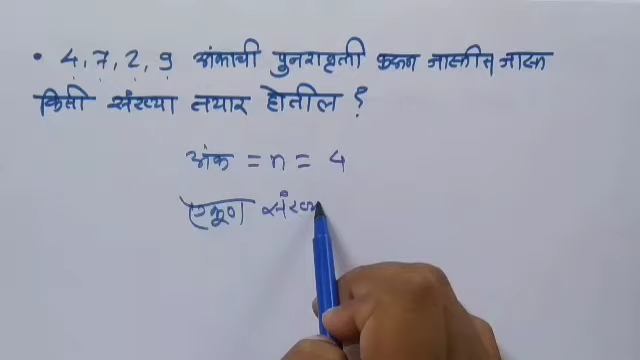 • 4, 7, 2, 9 अंकाची पुनरावृत्ती करून जास्तीत जास्त
किती संख्या तयार होतील ?
अंक = n = 4
एकूण संख्य